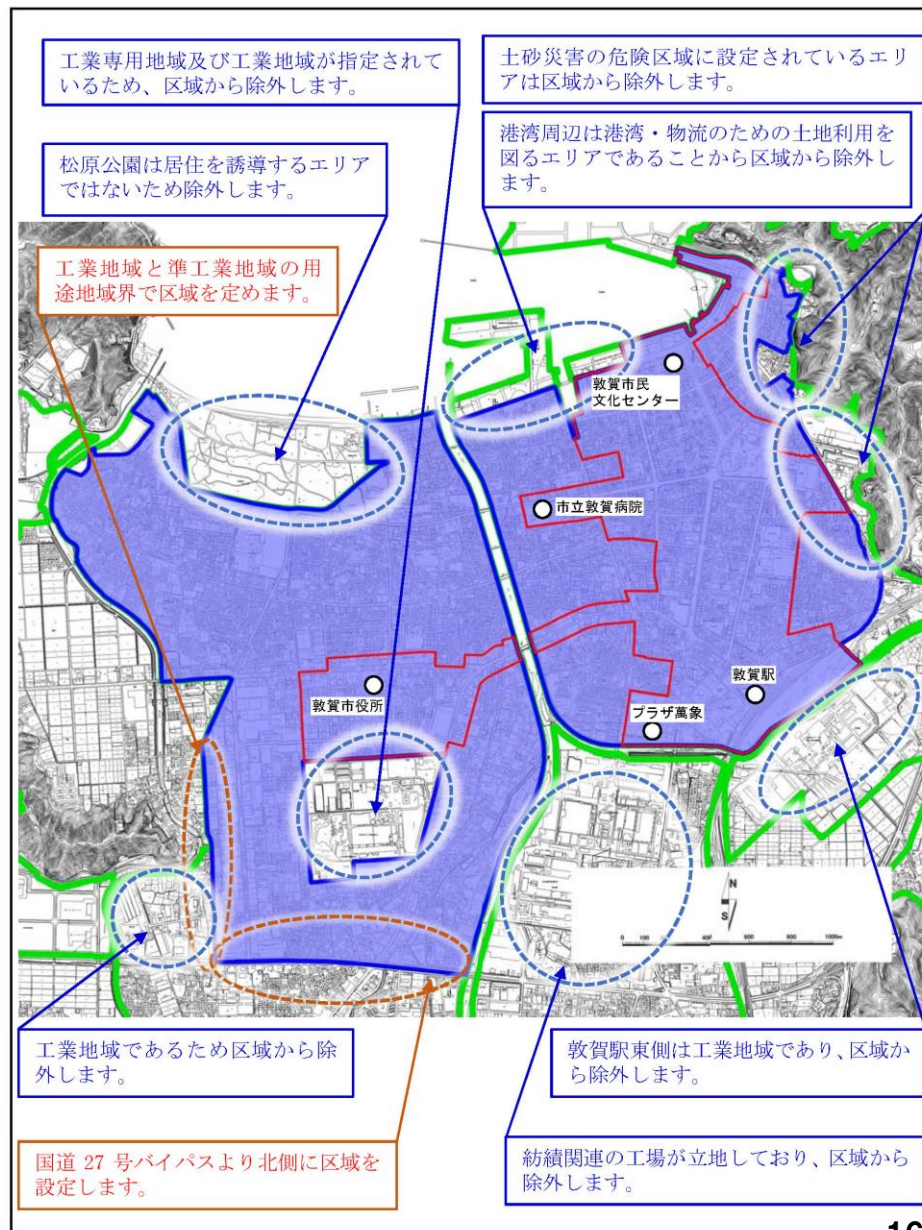 工業専用地域及び工業地域が指定されて
いるため、区域から除外します。
土砂災害の危険区域に設定されているエリ
アは区域から除外します。
港湾周辺は港湾・物流のための土地利用を
図るエリアであることから区域から除外し
ます。
松原公園は居住を誘導するエリア
ではないため除外します。
工業地域と準工業地域の用
途地域界で区域を定めます。
敦賀市民
文化センター
市立敦賀病院
敦賀市役所
敦賀駅
プラザ萬象
N
S
0 100 200 400 600 800 1000m
工業地域であるため区域から除
外します。
敦賀駅東側は工業地域であり、区域か
ら除外します。
国道 27 号バイパスより北側に区域を
設定します。
紡績関連の工場が立地しており、区域から
除外します。